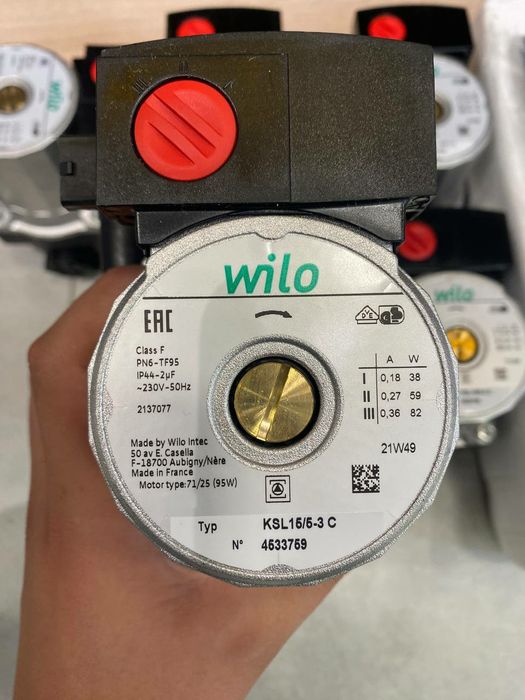 wilo
wilo
EAC
Class F
PN6-TF95
IP44-2µF
~230V-50Hz
2137077
A W
I 0,18 38
II 0,27 59
III 0,36 82
21W49
Made by Wilo Intec
50 av E. Casella
F-18700 Aubigny/Nère
Made in France
Motor type: 71/25 (95W)
Typ KSL15/5-3 C
N° 4533759
wilo